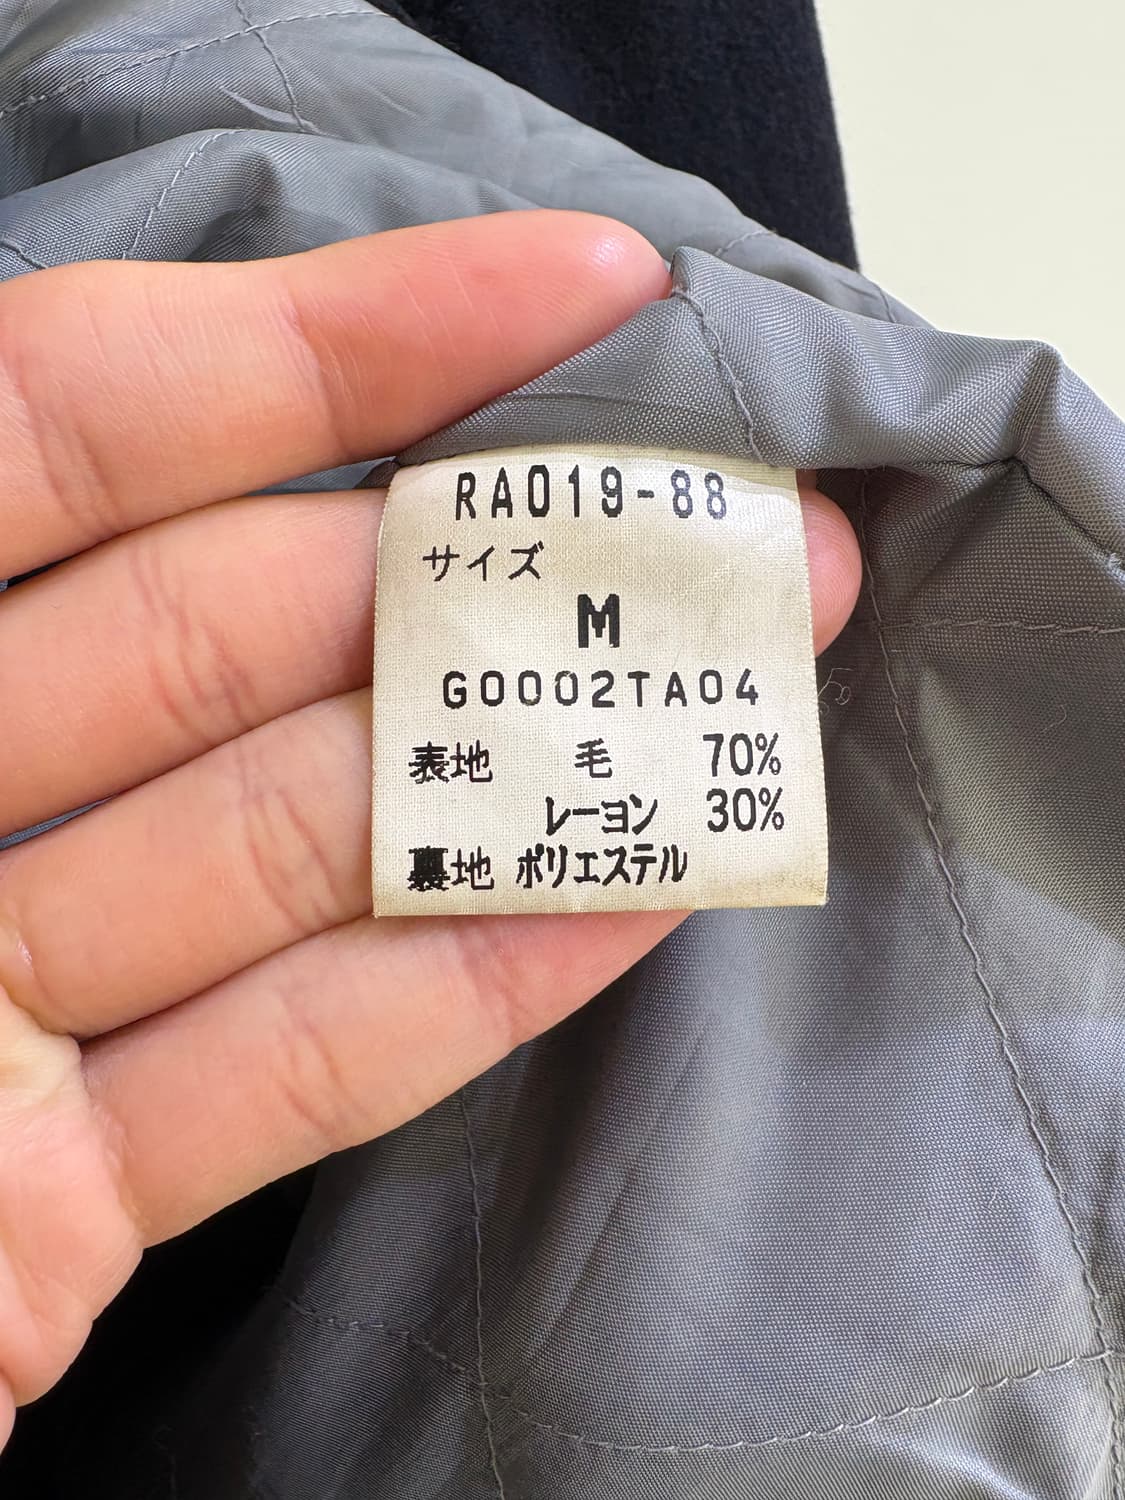 RA019-88
サイズ
M
G0002TA04
表地 毛 70%
レーヨン 30%
裏地 ポリエステル